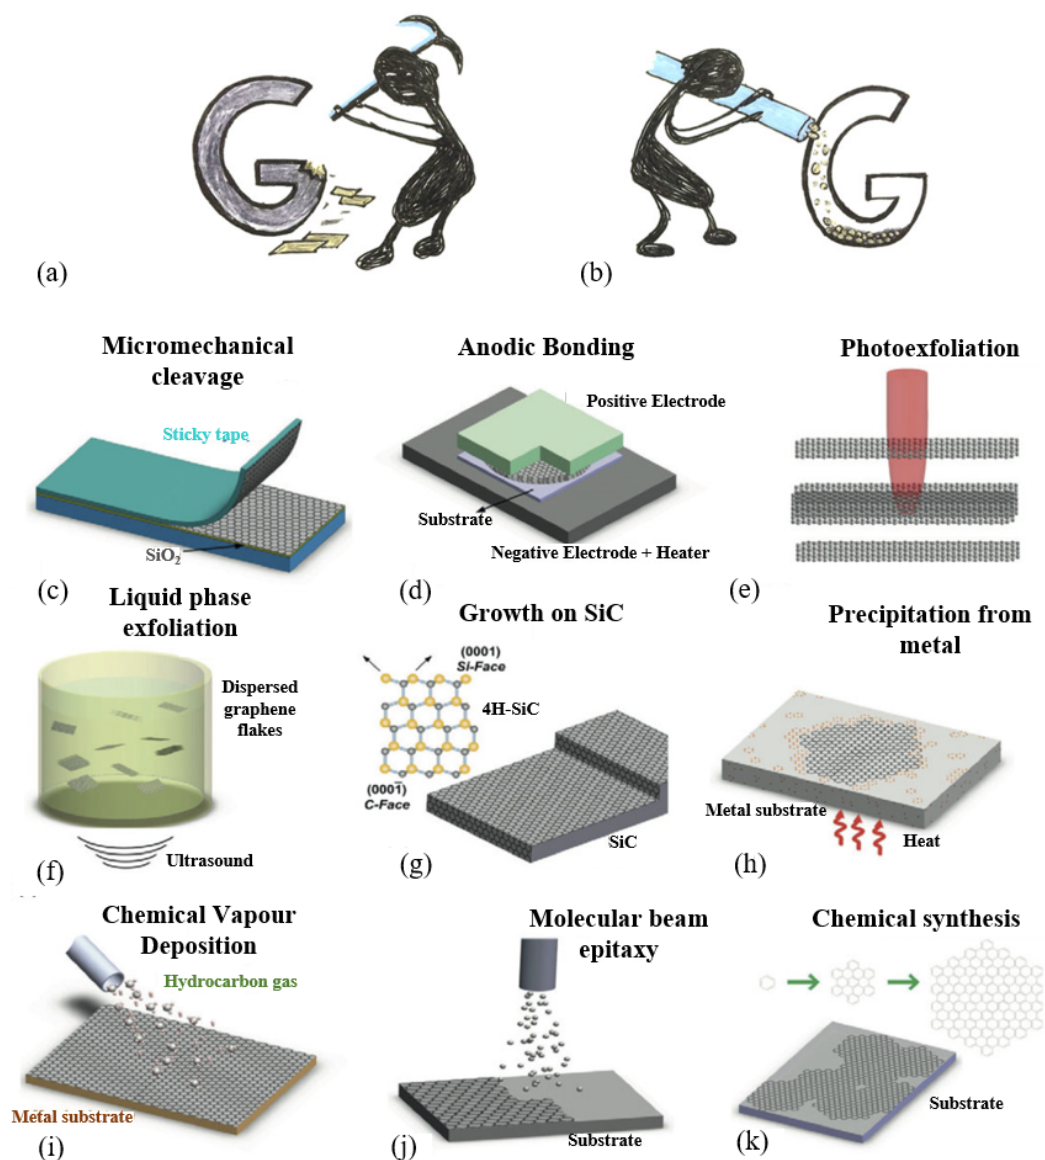 G
G
(a)
(b)
Micromechanical
cleavage
Sticky tape
SiO₂
(c)
Anodic Bonding
Positive Electrode
Substrate
Negative Electrode + Heater
(d)
Photoexfoliation
(e)
Liquid phase
exfoliation
Dispersed
graphene
flakes
Ultrasound
(f)
Growth on SiC
(0001)
Si-Face
4H-SiC
(0001̅)
C-Face
SiC
(g)
Precipitation from
metal
Metal substrate
Heat
(h)
Chemical Vapour
Deposition
Hydrocarbon gas
Metal substrate
(i)
Molecular beam
epitaxy
Substrate
(j)
Chemical synthesis
Substrate
(k)